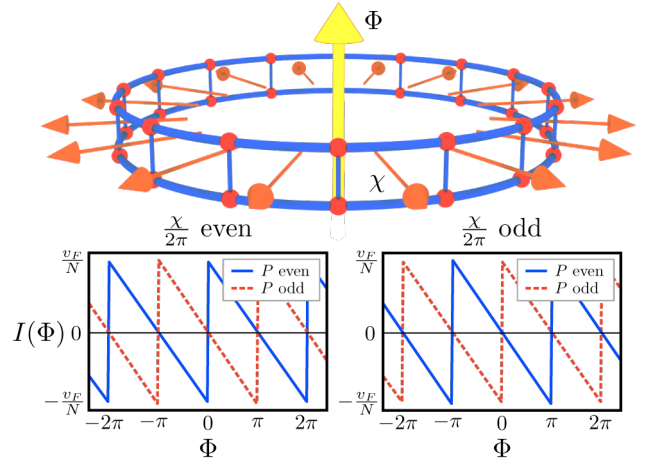 Φ
χ
χ/2π even
χ/2π odd
v_F/N
0
−v_F/N
I(Φ)
P even
P odd
−2π −π 0 π 2π
Φ
v_F/N
0
−v_F/N
P even
P odd
−2π −π 0 π 2π
Φ